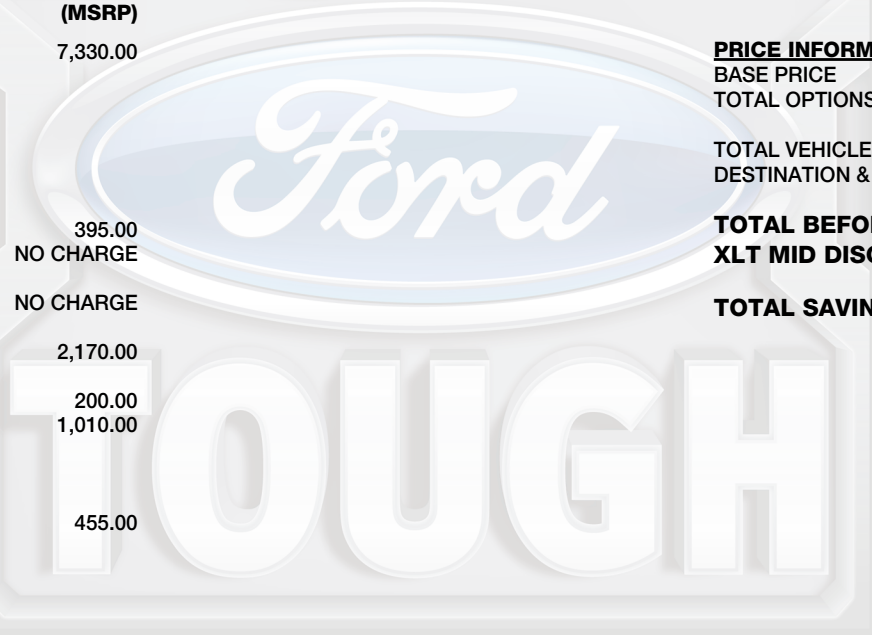 (MSRP)
7,330.00
395.00
NO CHARGE
NO CHARGE
2,170.00
200.00
1,010.00
455.00
PRICE INFORM
BASE PRICE
TOTAL OPTIONS
TOTAL VEHICLE
DESTINATION &
TOTAL BEFO
XLT MID DISC
TOTAL SAVIN
Ford
TOUGH